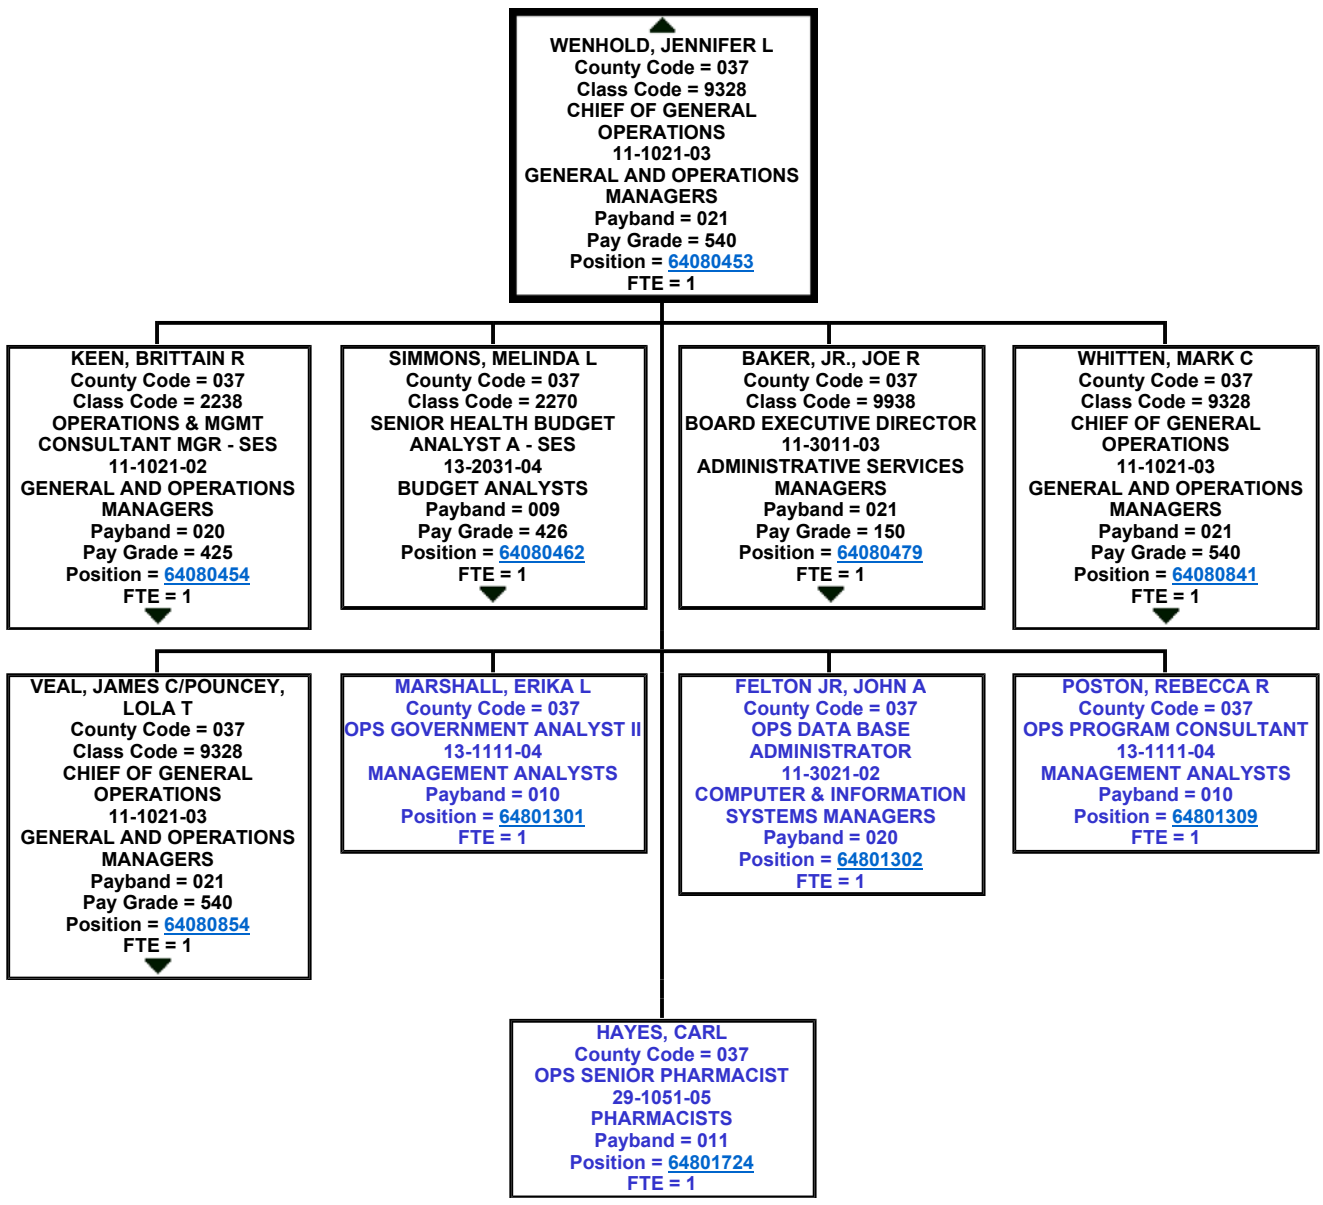 WENHOLD, JENNIFER L
County Code = 037
Class Code = 9328
CHIEF OF GENERAL
OPERATIONS
11-1021-03
GENERAL AND OPERATIONS
MANAGERS
Payband = 021
Pay Grade = 540
Position = 64080453
FTE = 1
KEEN, BRITTAIN R
County Code = 037
Class Code = 2238
OPERATIONS & MGMT
CONSULTANT MGR - SES
11-1021-02
GENERAL AND OPERATIONS
MANAGERS
Payband = 020
Pay Grade = 425
Position = 64080454
FTE = 1
SIMMONS, MELINDA L
County Code = 037
Class Code = 2270
SENIOR HEALTH BUDGET
ANALYST A - SES
13-2031-04
BUDGET ANALYSTS
Payband = 009
Pay Grade = 426
Position = 64080462
FTE = 1
BAKER, JR., JOE R
County Code = 037
Class Code = 9938
BOARD EXECUTIVE DIRECTOR
11-3011-03
ADMINISTRATIVE SERVICES
MANAGERS
Payband = 021
Pay Grade = 150
Position = 64080479
FTE = 1
WHITTEN, MARK C
County Code = 037
Class Code = 9328
CHIEF OF GENERAL
OPERATIONS
11-1021-03
GENERAL AND OPERATIONS
MANAGERS
Payband = 021
Pay Grade = 540
Position = 64080841
FTE = 1
VEAL, JAMES C/POUNCEY,
LOLA T
County Code = 037
Class Code = 9328
CHIEF OF GENERAL
OPERATIONS
11-1021-03
GENERAL AND OPERATIONS
MANAGERS
Payband = 021
Pay Grade = 540
Position = 64080854
FTE = 1
MARSHALL, ERIKA L
County Code = 037
OPS GOVERNMENT ANALYST II
13-1111-04
MANAGEMENT ANALYSTS
Payband = 010
Position = 64801301
FTE = 1
FELTON JR, JOHN A
County Code = 037
OPS DATA BASE
ADMINISTRATOR
11-3021-02
COMPUTER & INFORMATION
SYSTEMS MANAGERS
Payband = 020
Position = 64801302
FTE = 1
POSTON, REBECCA R
County Code = 037
OPS PROGRAM CONSULTANT
13-1111-04
MANAGEMENT ANALYSTS
Payband = 010
Position = 64801309
FTE = 1
HAYES, CARL
County Code = 037
OPS SENIOR PHARMACIST
29-1051-05
PHARMACISTS
Payband = 011
Position = 64801724
FTE = 1